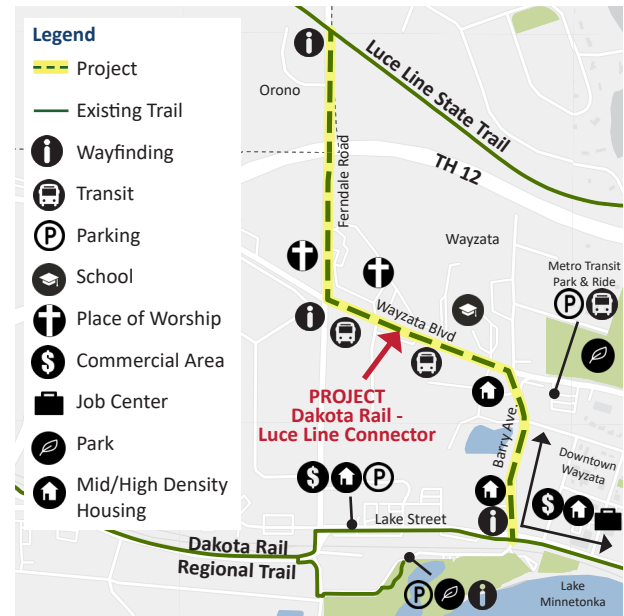 Legend
Project
Existing Trail
Wayfinding
Transit
Parking
School
Place of Worship
Commercial Area
Job Center
Park
Mid/High Density
Housing
Orono
Luce Line State Trail
TH 12
Ferndale Road
Wayzata
Metro Transit
Park & Ride
Wayzata Blvd
PROJECT
Dakota Rail -
Luce Line Connector
Barry Ave.
Downtown
Wayzata
Lake Street
Dakota Rail
Regional Trail
Lake
Minnetonka